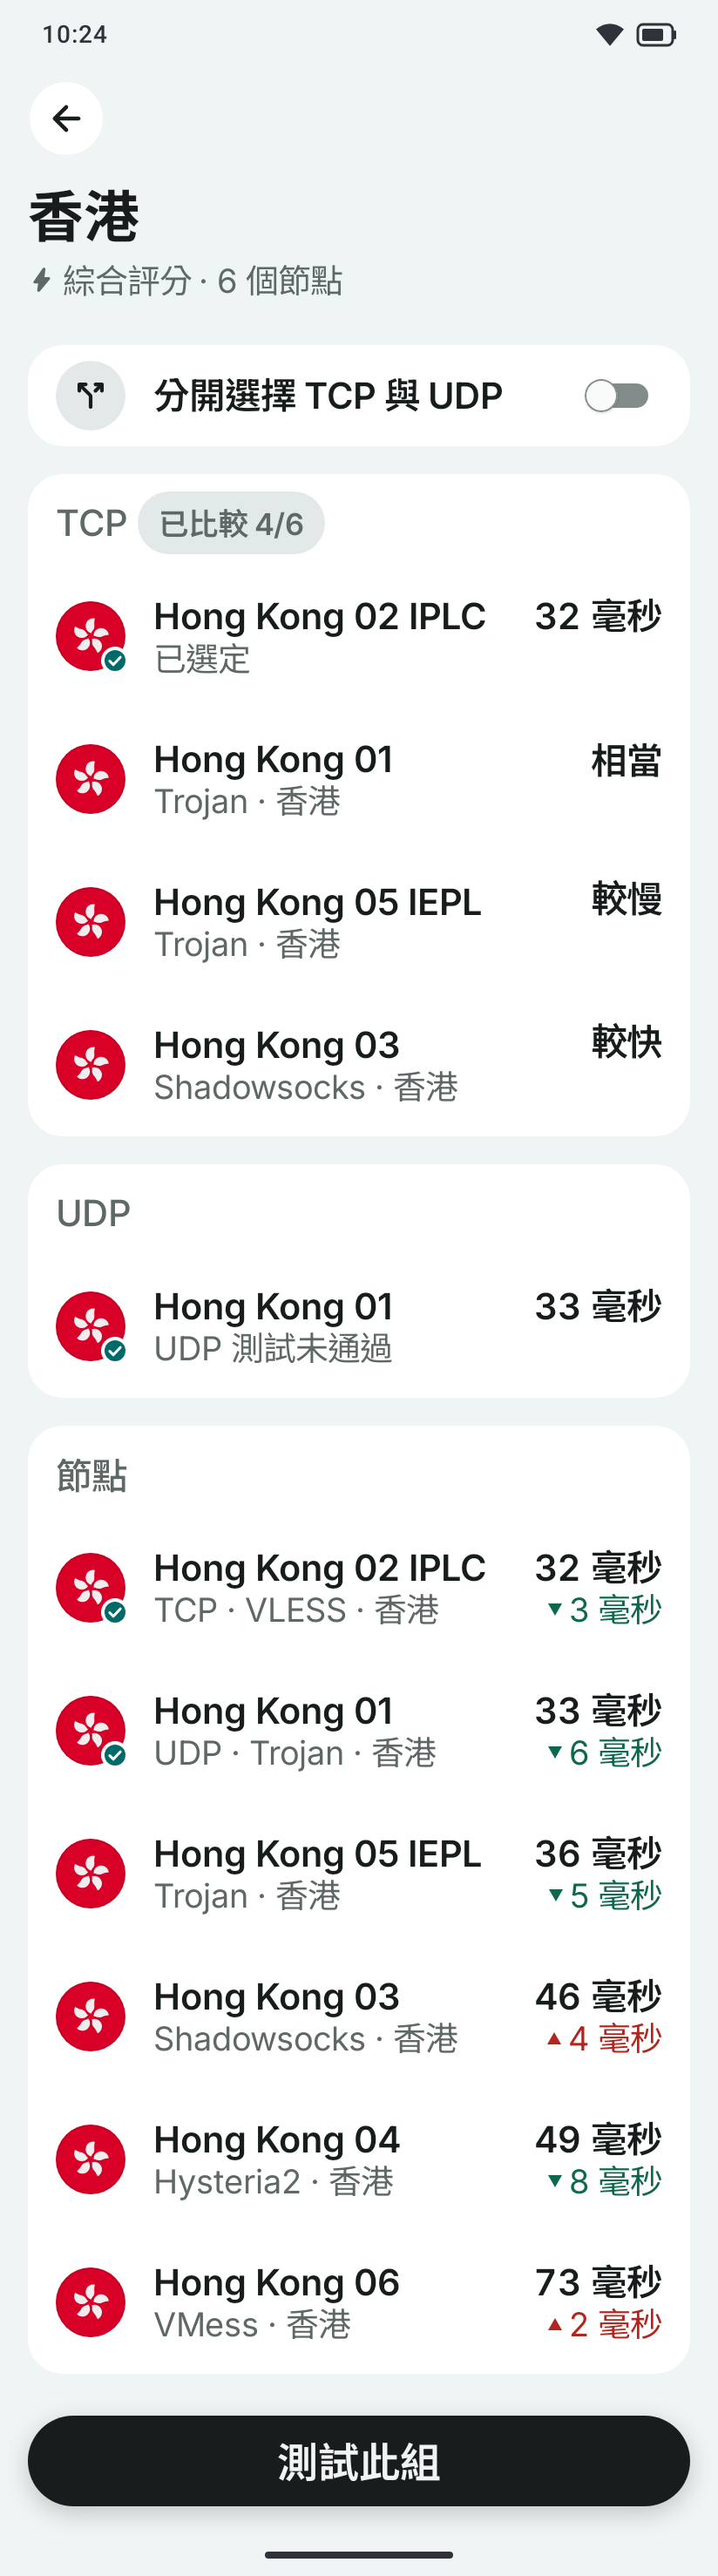 10:24
香港
綜合評分 · 6 個節點
分開選擇 TCP 與 UDP
TCP 已比較 4/6
Hong Kong 02 IPLC 32 毫秒
已選定
Hong Kong 01 相當
Trojan · 香港
Hong Kong 05 IEPL 較慢
Trojan · 香港
Hong Kong 03 較快
Shadowsocks · 香港
UDP
Hong Kong 01 33 毫秒
UDP 測試未通過
節點
Hong Kong 02 IPLC 32 毫秒
TCP · VLESS · 香港 ▼3 毫秒
Hong Kong 01 33 毫秒
UDP · Trojan · 香港 ▼6 毫秒
Hong Kong 05 IEPL 36 毫秒
Trojan · 香港 ▼5 毫秒
Hong Kong 03 46 毫秒
Shadowsocks · 香港 ▲4 毫秒
Hong Kong 04 49 毫秒
Hysteria2 · 香港 ▼8 毫秒
Hong Kong 06 73 毫秒
VMess · 香港 ▲2 毫秒
測試此組